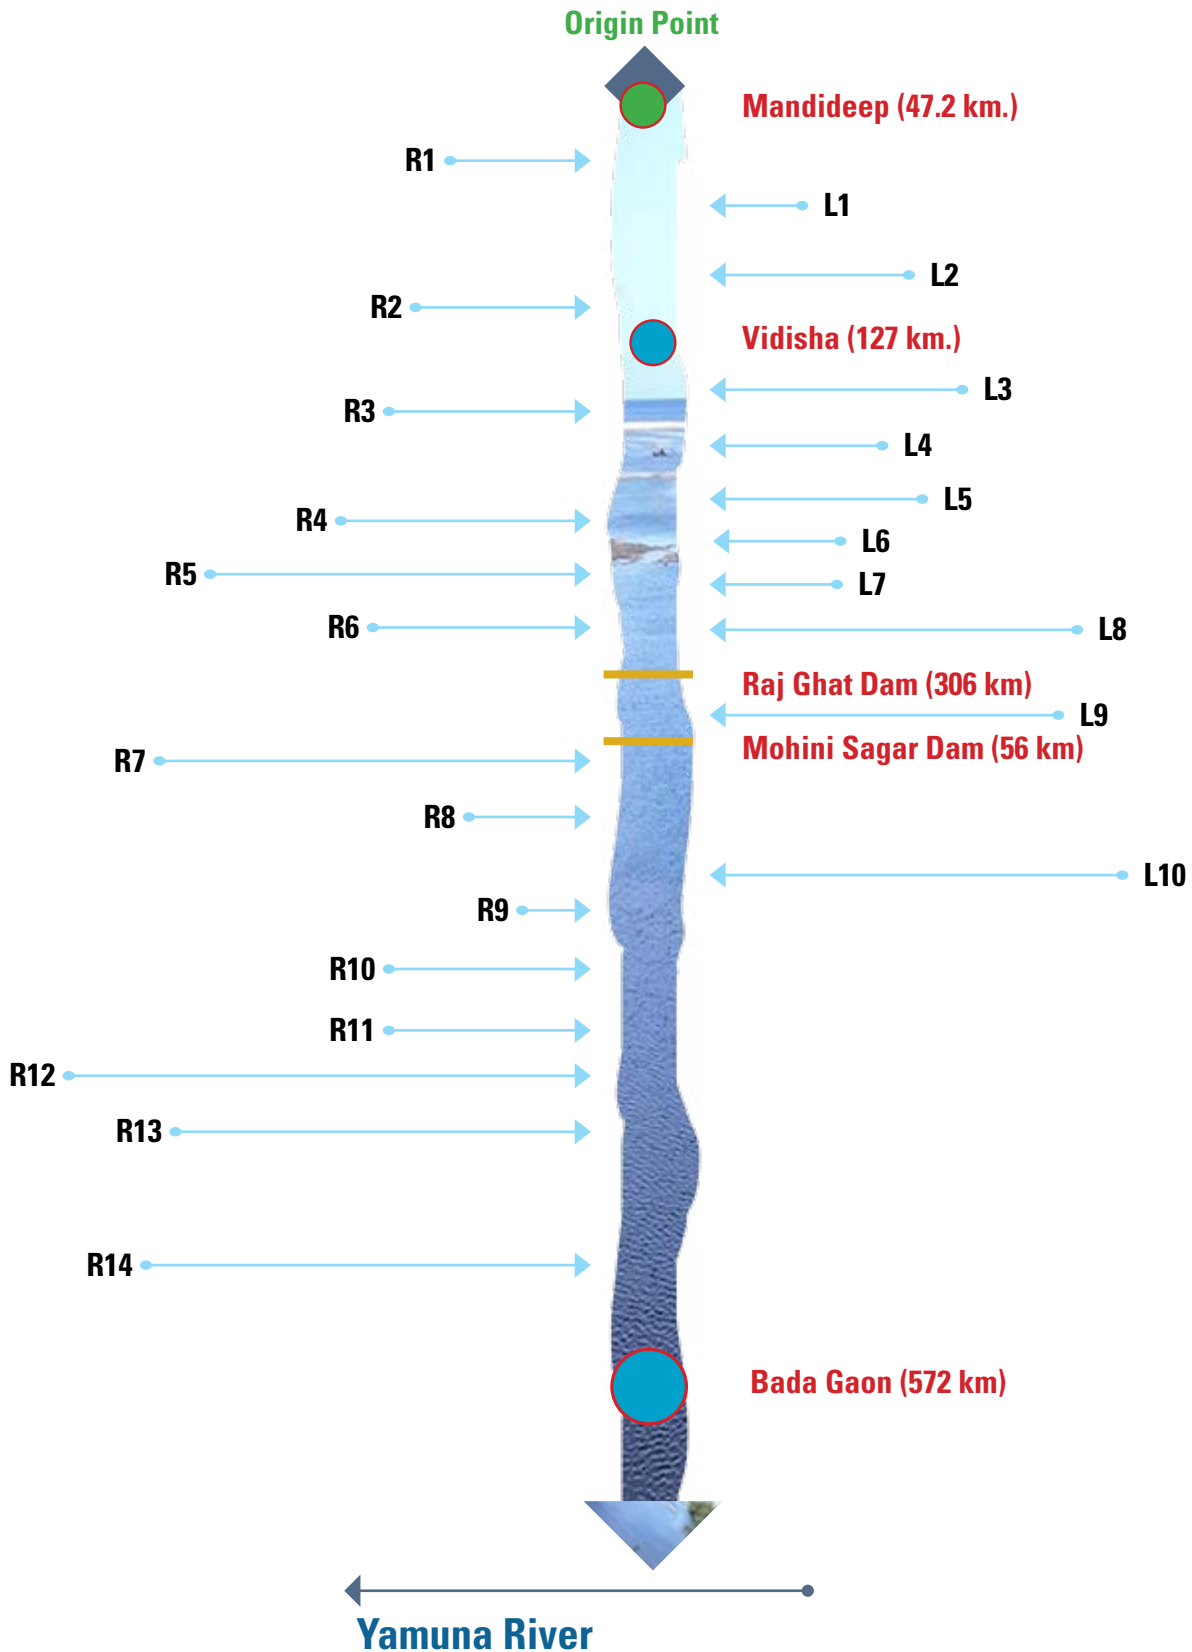 Origin Point
Mandideep (47.2 km.)
R1
L1
L2
R2
Vidisha (127 km.)
L3
R3
L4
L5
R4
L6
R5
L7
R6
L8
Raj Ghat Dam (306 km)
L9
Mohini Sagar Dam (56 km)
R7
R8
L10
R9
R10
R11
R12
R13
R14
Bada Gaon (572 km)
Yamuna River